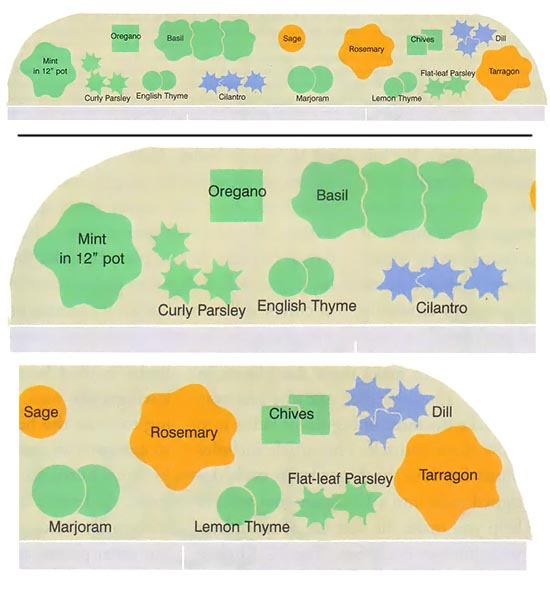 Oregano
Basil
Sage
Rosemary
Chives
Dill
Mint
in 12" pot
Flat-leaf Parsley
Tarragon
Curly Parsley
English Thyme
Cilantro
Marjoram
Lemon Thyme
Oregano
Basil
Mint
in 12" pot
Curly Parsley
English Thyme
Cilantro
Sage
Rosemary
Chives
Dill
Flat-leaf Parsley
Tarragon
Marjoram
Lemon Thyme